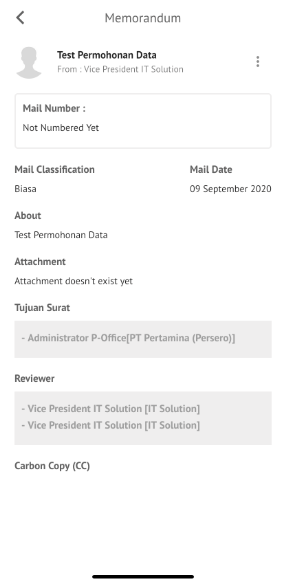 Memorandum
Test Permohonan Data
From : Vice President IT Solution
Mail Number :
Not Numbered Yet
Mail Classification
Mail Date
Biasa
09 September 2020
About
Test Permohonan Data
Attachment
Attachment doesn't exist yet
Tujuan Surat
- Administrator P-Office[PT Pertamina (Persero)]
Reviewer
- Vice President IT Solution [IT Solution]
- Vice President IT Solution [IT Solution]
Carbon Copy (CC)